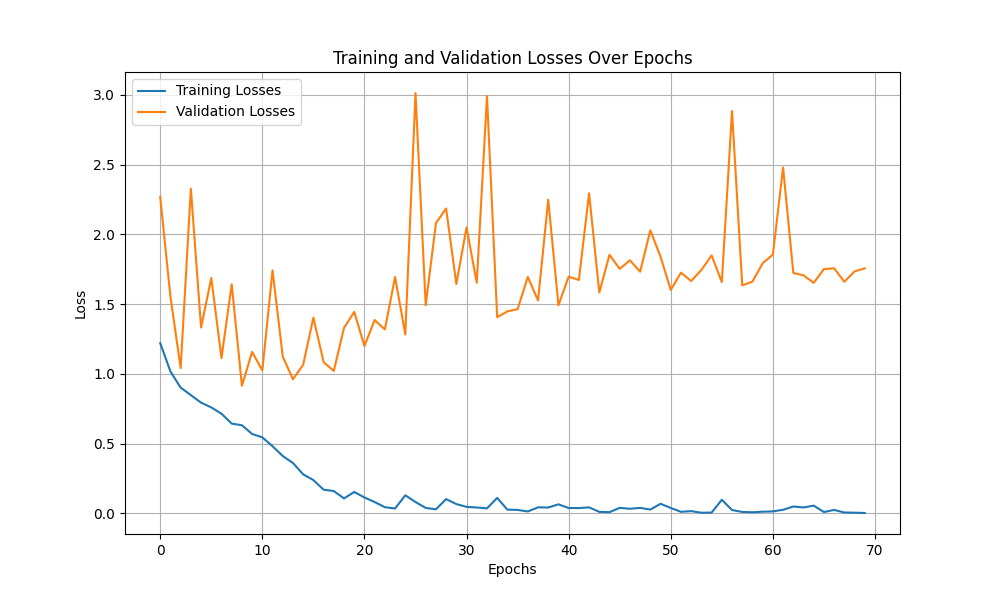 Training and Validation Losses Over Epochs
Training Losses
Validation Losses
Loss
3.0
2.5
2.0
1.5
1.0
0.5
0.0
0 10 20 30 40 50 60 70
Epochs